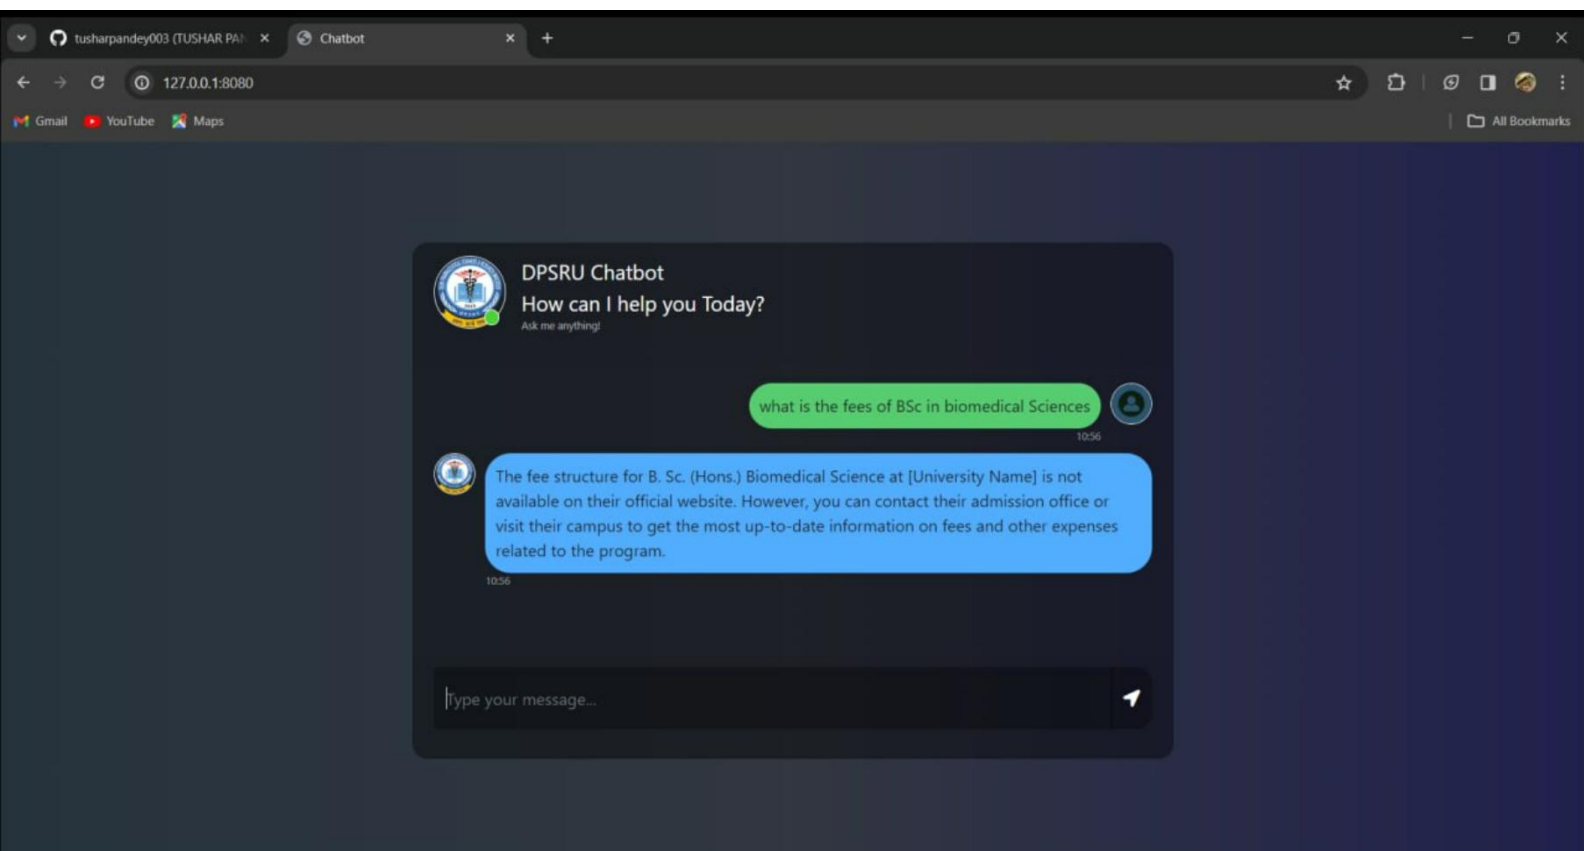 tusharpandey003 (TUSHAR PAN
Chatbot
127.0.0.1:8080
Gmail
YouTube
Maps
All Bookmarks
DPSRU Chatbot
How can I help you Today?
Ask me anything!
what is the fees of BSc in biomedical Sciences
10:56
The fee structure for B. Sc. (Hons.) Biomedical Science at [University Name] is not
available on their official website. However, you can contact their admission office or
visit their campus to get the most up-to-date information on fees and other expenses
related to the program.
10:56
Type your message...